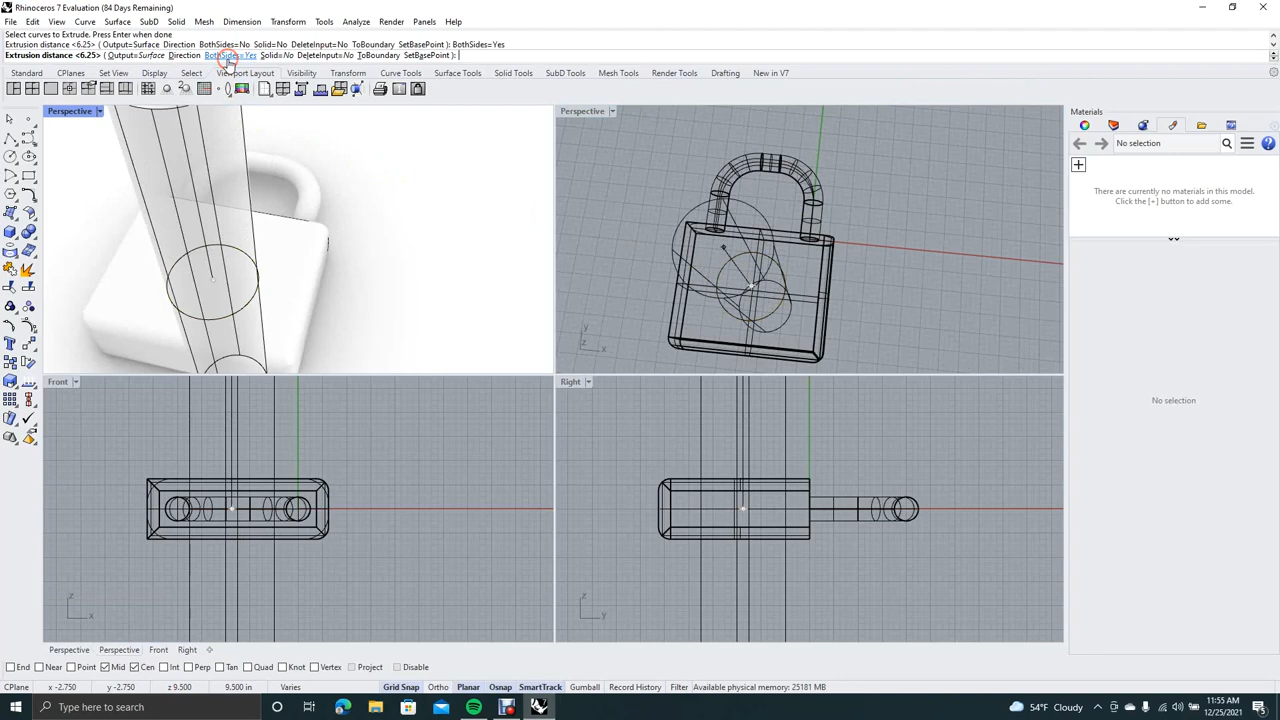 Rhinoceros 7 Evaluation (84 Days Remaining)
File Edit View Curve Surface SubD Solid Mesh Dimension Transform Tools Analyze Render Panels Help
Select curves to Extrude. Press Enter when done
Extrusion distance <6.25> ( Output=Surface Direction BothSides=No Solid=No DeleteInput=No ToBoundary SetBasePoint ): BothSides=Yes
Extrusion distance <6.25> ( Output=Surface Direction BothSides=Yes Solid=No DeleteInput=No ToBoundary SetBasePoint ):
Standard CPlanes Set View Display Select Viewport Layout Visibility Transform Curve Tools Surface Tools Solid Tools SubD Tools Mesh Tools Render Tools Drafting New in V7
Perspective
Perspective
Materials
No selection
There are currently no materials in this model.
Click the [+] button to add some.
y
z
x
Front
Right
No selection
z
x
z
y
Perspective Perspective Front Right
End Near Point Mid Cen Int Perp Tan Quad Knot Vertex Project Disable
CPlane x -2.750 y -2.750 z 9.500 9.500 in Varies Grid Snap Ortho Planar Osnap SmartTrack Gumball Record History Filter Available physical memory: 25181 MB
Type here to search
54°F Cloudy
11:55 AM
12/25/2021